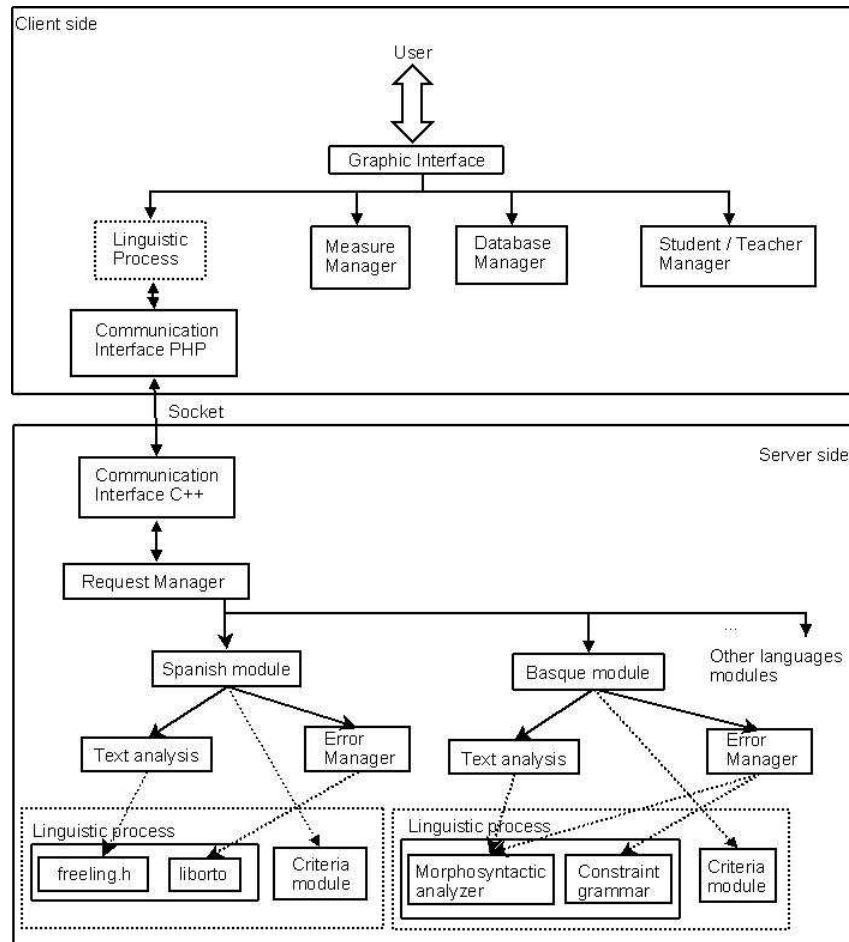 Client side
User
Graphic Interface
Linguistic
Process
Measure
Manager
Database
Manager
Student / Teacher
Manager
Communication
Interface PHP
Socket
Server side
Communication
Interface C++
Request Manager
...
Other languages
modules
Spanish module
Basque module
Text analysis
Error
Manager
Text analysis
Error
Manager
Linguistic process
freeling.h
liborto
Criteria
module
Linguistic process
Morphosyntactic
analyzer
Constraint
grammar
Criteria
module